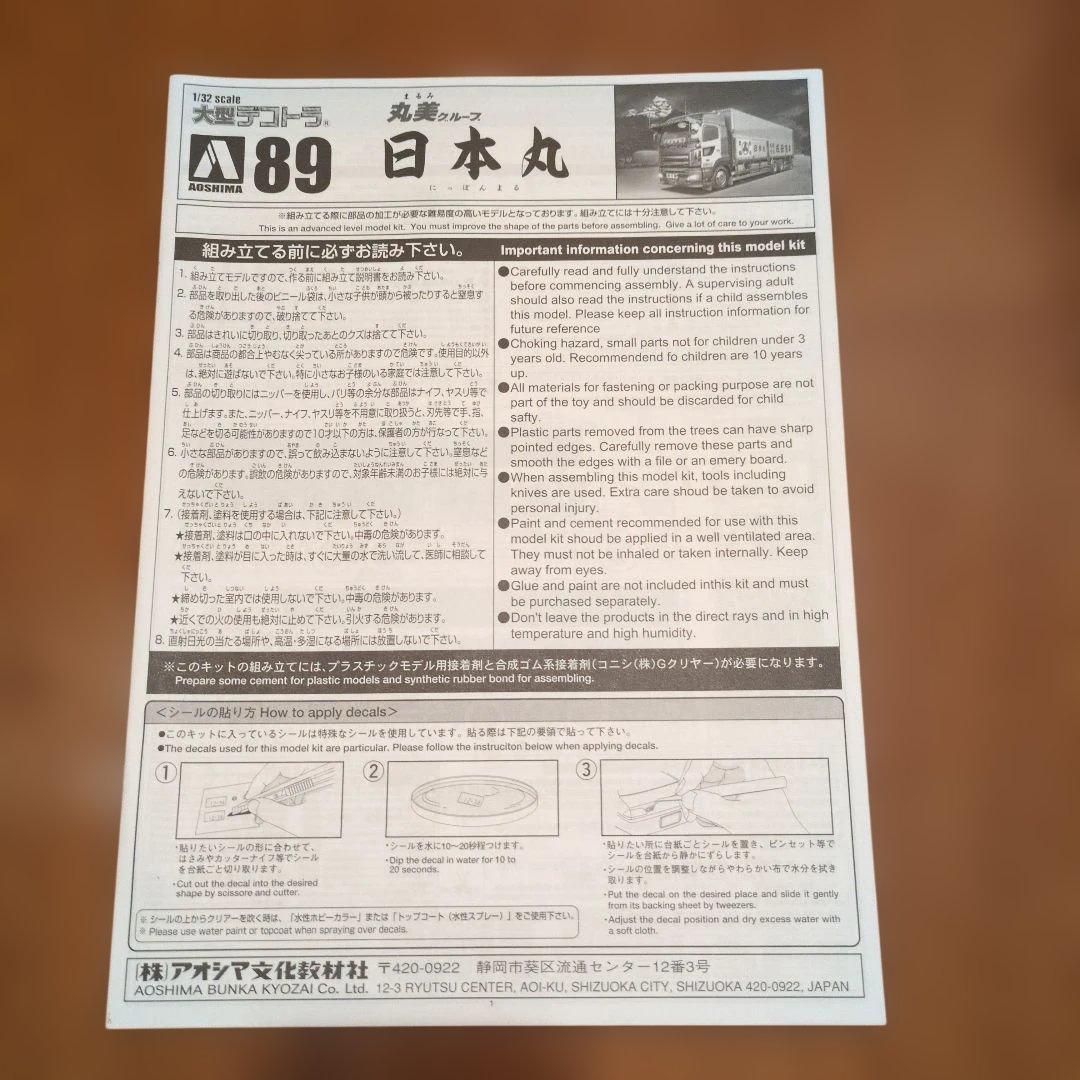 1/32 scale
大型デコトラ®
AOSHIMA
89
まるみ
丸美グループ
日本丸
にっぽんまる
※組み立てる際に部品の加工が必要な難易度の高いモデルとなっております。組み立てには十分注意して下さい。
This is an advanced level model kit. You must improve the shape of the parts before assembling. Give a lot of care to your work.
組み立てる前に必ずお読み下さい。
1. 組み立てモデルですので、作る前に組み立て説明書をお読み下さい。
2. 部品を取り出した後のビニール袋は、小さな子供が頭から被ったりすると窒息す
る危険がありますので、破り捨てて下さい。
3. 部品はきれいに切り取り、切り取ったあとのクズは捨てて下さい。
4. 部品は商品の都合上やむなく尖っている所がありますので危険です。使用目的以外
は、絶対に遊ばないで下さい。特に小さなお子様のいる家庭では注意して下さい。
5. 部品の切り取りにはニッパーを使用し、バリ等の余分な部品はナイフ、ヤスリ等で
仕上げます。また、ニッパー、ナイフ、ヤスリ等を不用意に取り扱うと、刃先等で手、指、
足などを切る可能性がありますので10才以下の方は、保護者の方が行なって下さい。
6. 小さな部品がありますので、誤って飲み込まないように注意して下さい。窒息など
の危険があります。誤飲の危険がありますので、対象年齢未満のお子様には絶対に与
えないで下さい。
7. (接着剤、塗料を使用する場合は、下記に注意して下さい。)
★接着剤、塗料は口の中に入れないで下さい。中毒の危険があります。
★接着剤、塗料が目に入った時は、すぐに大量の水で洗い流して、医師に相談して
下さい。
★締め切った室内では使用しないで下さい。中毒の危険があります。
★近くでの火の使用も絶対に止めて下さい。引火する危険があります。
8. 直射日光の当たる場所や、高温・多湿になる場所には放置しないで下さい。
Important information concerning this model kit
●Carefully read and fully understand the instructions
before commencing assembly. A supervising adult
should also read the instructions if a child assembles
this model. Please keep all instruction information for
future reference
●Choking hazard, small parts not for children under 3
years old. Recommendend fo children are 10 years
up.
●All materials for fastening or packing purpose are not
part of the toy and should be discarded for child
safty.
●Plastic parts removed from the trees can have sharp
pointed edges. Carefully remove these parts and
smooth the edges with a file or an emery board.
●When assembling this model kit, tools including
knives are used. Extra care shoud be taken to avoid
personal injury.
●Paint and cement recommended for use with this
model kit shoud be applied in a well ventilated area.
They must not be inhaled or taken internally. Keep
away from eyes.
●Glue and paint are not included inthis kit and must
be purchased separately.
●Don't leave the products in the direct rays and in high
temperature and high humidity.
※このキットの組み立てには、プラスチックモデル用接着剤と合成ゴム系接着剤(コニシ(株)Gクリヤー)が必要になります。
Prepare some cement for plastic models and synthetic rubber bond for assembling.
<シールの貼り方 How to apply decals>
●このキットに入っているシールは特殊なシールを使用しています。貼る際は下記の要領で貼って下さい。
●The decals used for this model kit are particular. Please follow the instruciton below when applying decals.
①
・貼りたいシールの形に合わせて、
はさみやカッターナイフ等でシール
を台紙ごと切り取ります。
・Cut out the decal into the desired
shape by scissore and cutter.
②
・シールを水に10～20秒程つけます。
・Dip the decal in water for 10 to
20 seconds.
③
・貼りたい所に台紙ごとシールを置き、ピンセット等で
シールを台紙から静かにずらします。
・シールの位置を調整しながらやわらかい布で水分を拭き
取ります。
・Put the decal on the desired place and slide it gently
from its backing sheet by tweezers.
・Adjust the decal position and dry excess water with
a soft cloth.
※ シールの上からクリアーを吹く時は、「水性ホビーカラー」または「トップコート(水性スプレー)」をご使用下さい。
※ Please use water paint or topcoat when spraying over decals.
(株)アオシマ文化教材社 〒420-0922 静岡市葵区流通センター12番3号
AOSHIMA BUNKA KYOZAI Co. Ltd. 12-3 RYUTSU CENTER, AOI-KU, SHIZUOKA CITY, SHIZUOKA 420-0922, JAPAN
1